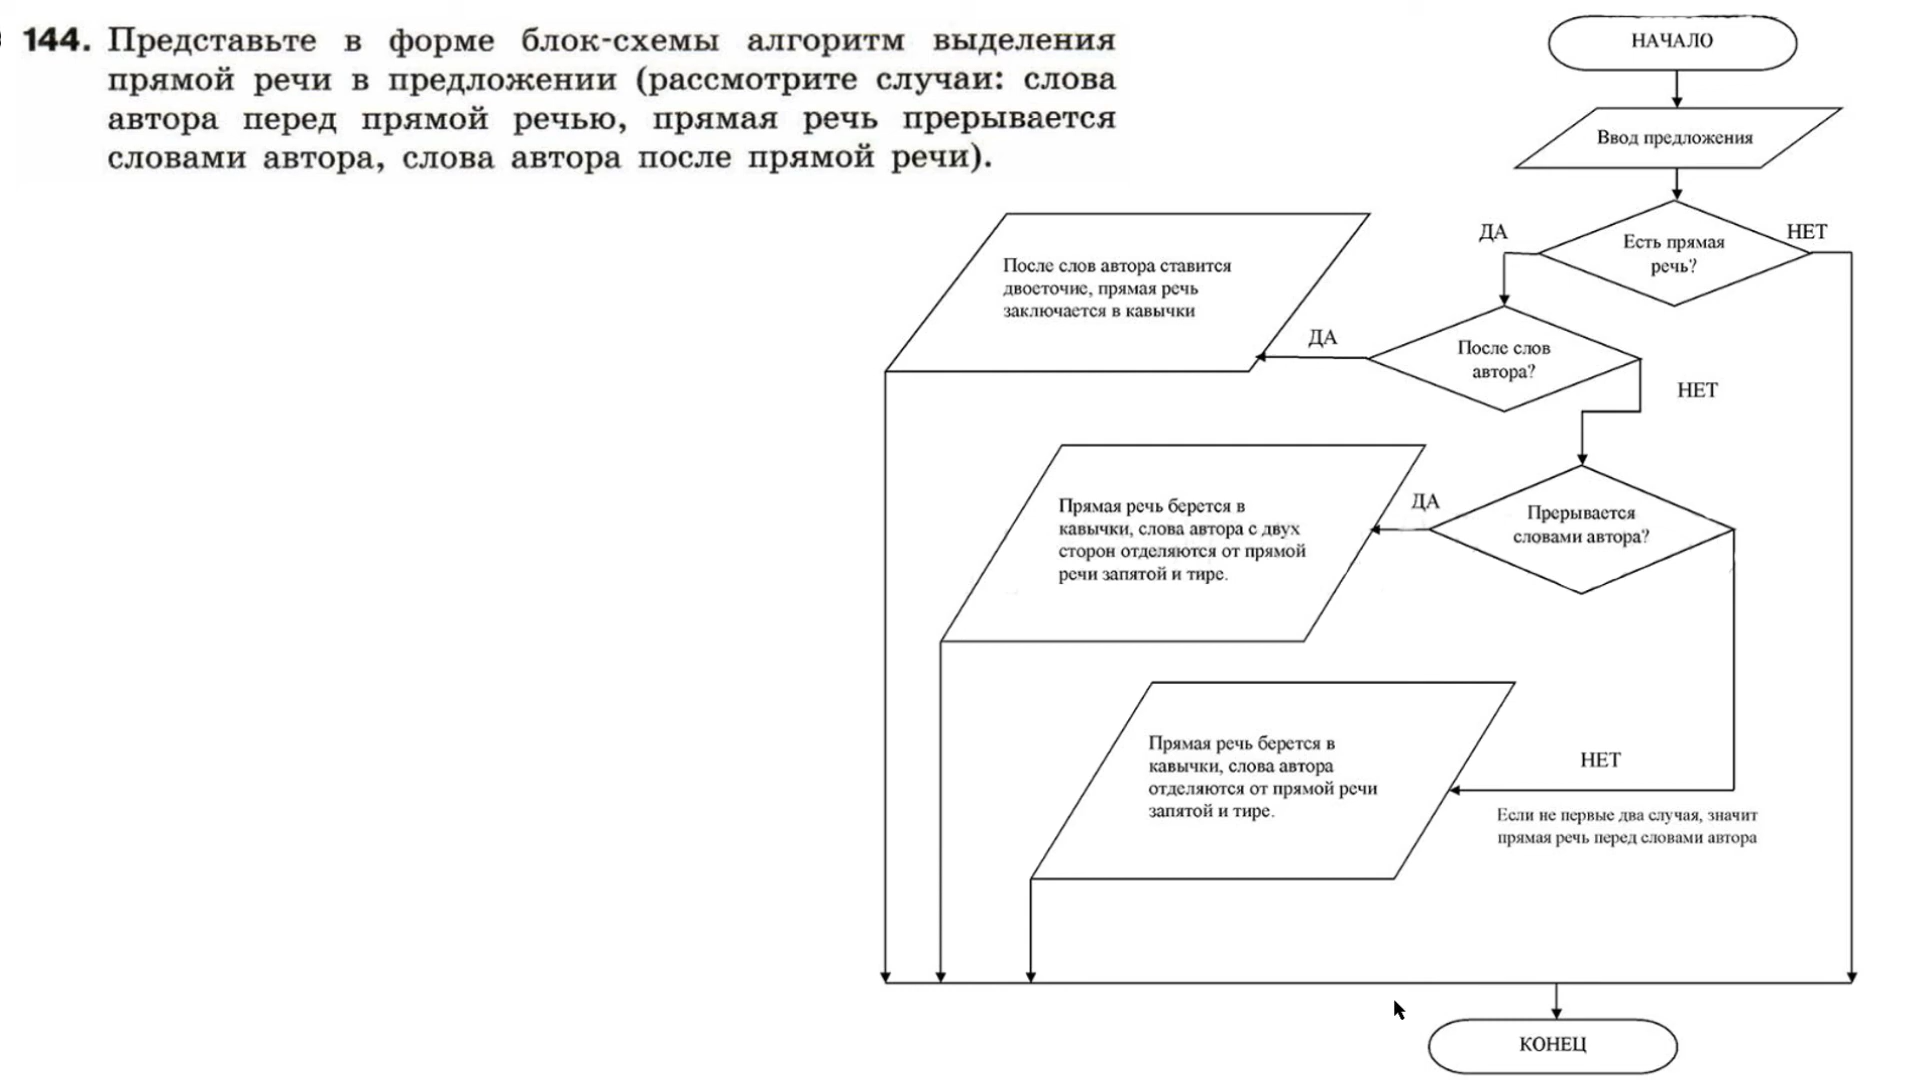 144. Представьте в форме блок-схемы алгоритм выделения
прямой речи в предложении (рассмотрите случаи: слова
автора перед прямой речью, прямая речь прерывается
словами автора, слова автора после прямой речи).
НАЧАЛО
Ввод предложения
Есть прямая
речь?
ДА
НЕТ
После слов
автора?
ДА
НЕТ
После слов автора ставится
двоеточие, прямая речь
заключается в кавычки
Прерывается
словами автора?
ДА
Прямая речь берется в
кавычки, слова автора с двух
сторон отделяются от прямой
речи запятой и тире.
НЕТ
Если не первые два случая, значит
прямая речь перед словами автора
Прямая речь берется в
кавычки, слова автора
отделяются от прямой речи
запятой и тире.
КОНЕЦ